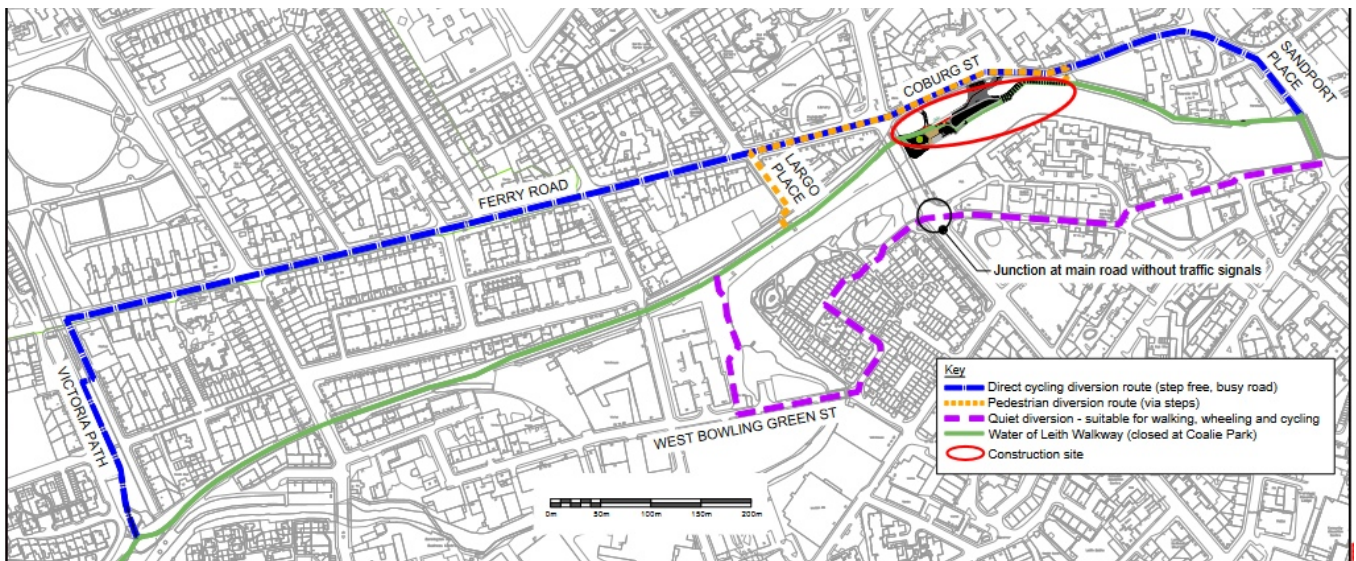 COBURG ST
SANDPORT
PLACE
LARGO
PLACE
FERRY ROAD
Junction at main road without traffic signals
VICTORIA PATH
WEST BOWLING GREEN ST
Key
Direct cycling diversion route (step free, busy road)
Pedestrian diversion route (via steps)
Quiet diversion - suitable for walking, wheeling and cycling
Water of Leith Walkway (closed at Coalie Park)
Construction site
0m 50m 100m 150m 200m